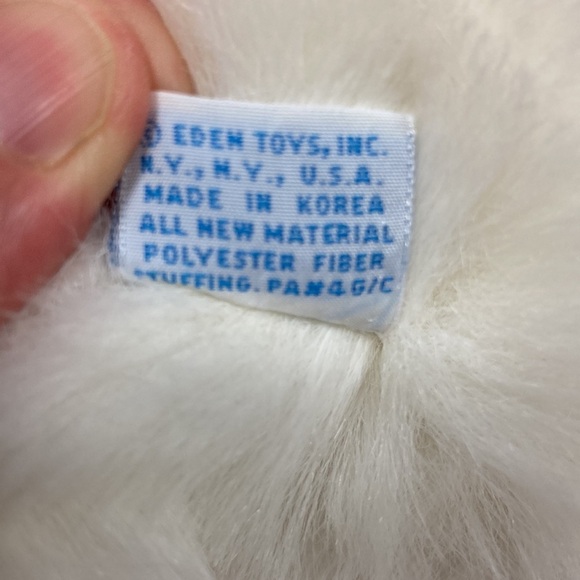 © EDEN TOYS, INC.
N.Y., N.Y., U.S.A.
MADE IN KOREA
ALL NEW MATERIAL
POLYESTER FIBER
STUFFING. PA#4G/C